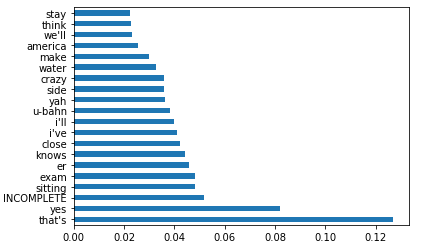 stay
think
we'll
america
make
water
crazy
side
yah
u-bahn
i'll
i've
close
knows
er
exam
sitting
INCOMPLETE
yes
that's
0.00 0.02 0.04 0.06 0.08 0.10 0.12